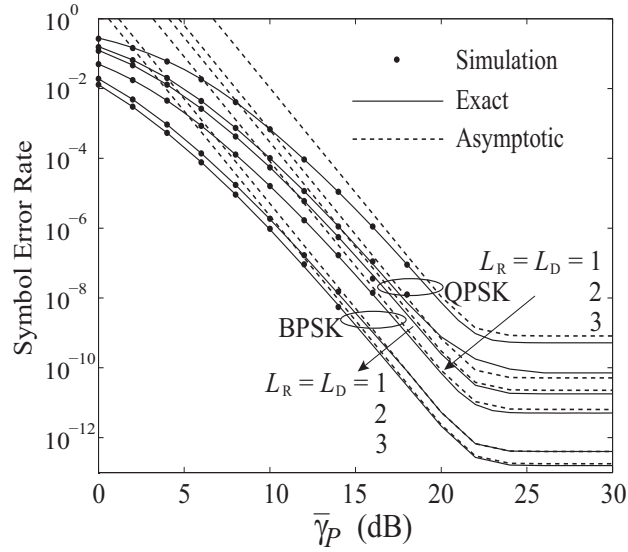 10^0
10^{-2}
10^{-4}
10^{-6}
10^{-8}
10^{-10}
10^{-12}
Symbol Error Rate
Simulation
Exact
Asymptotic
L_R = L_D = 1
2
3
QPSK
BPSK
L_R = L_D = 1
2
3
0 5 10 15 20 25 30
\bar{γ}_P (dB)